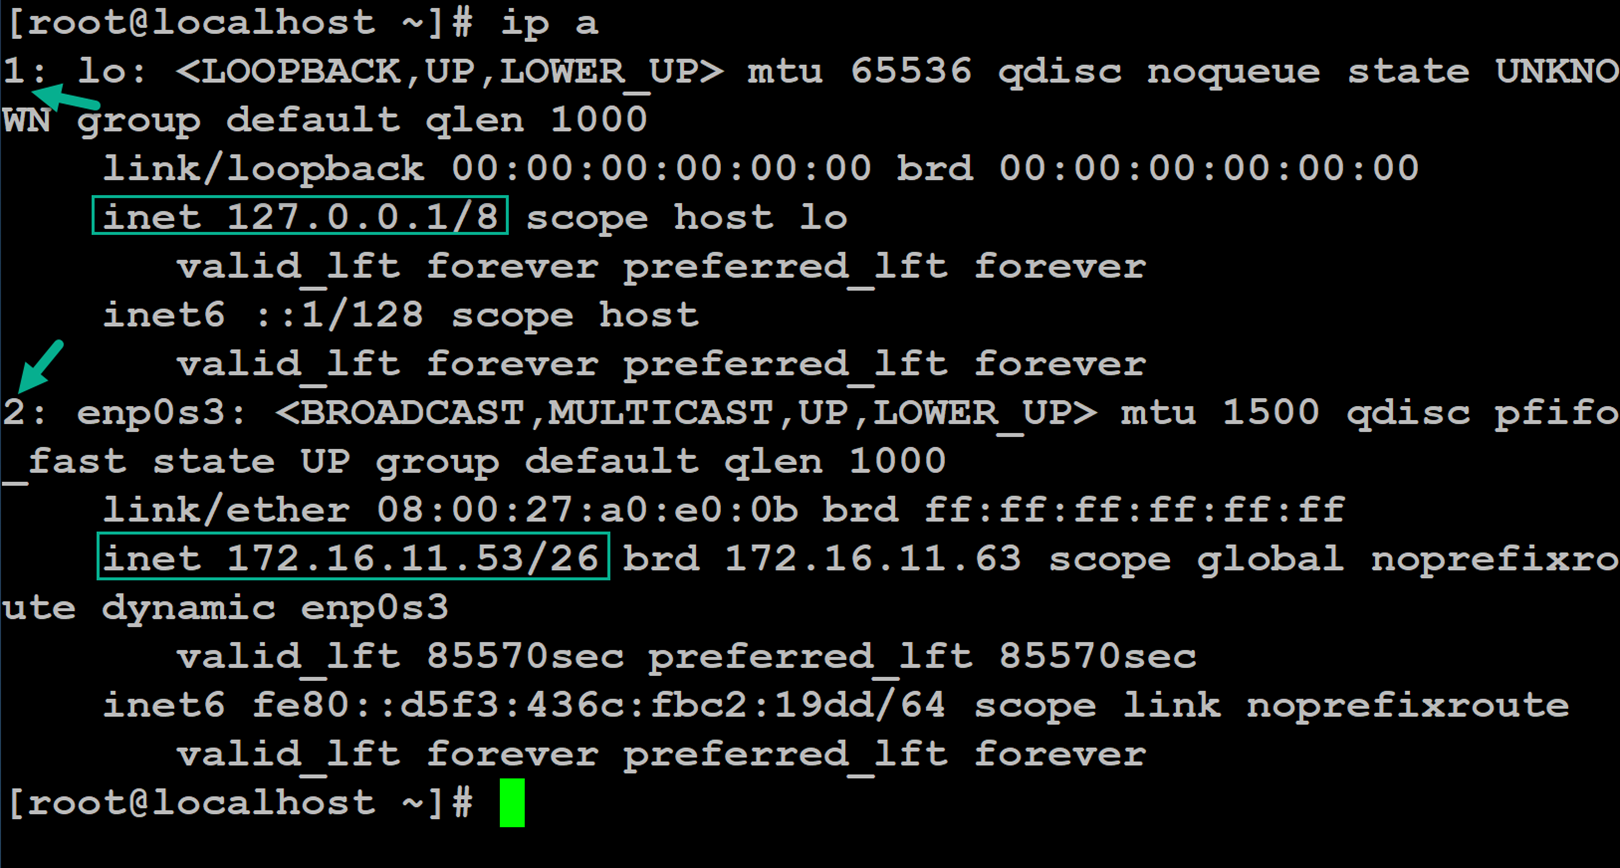 [root@localhost ~]# ip a
1: lo: <LOOPBACK,UP,LOWER_UP> mtu 65536 qdisc noqueue state UNKNO
WN group default qlen 1000
    link/loopback 00:00:00:00:00:00 brd 00:00:00:00:00:00
    inet 127.0.0.1/8 scope host lo
       valid_lft forever preferred_lft forever
    inet6 ::1/128 scope host
       valid_lft forever preferred_lft forever
2: enp0s3: <BROADCAST,MULTICAST,UP,LOWER_UP> mtu 1500 qdisc pfifo
_fast state UP group default qlen 1000
    link/ether 08:00:27:a0:e0:0b brd ff:ff:ff:ff:ff:ff
    inet 172.16.11.53/26 brd 172.16.11.63 scope global noprefixro
ute dynamic enp0s3
       valid_lft 85570sec preferred_lft 85570sec
    inet6 fe80::d5f3:436c:fbc2:19dd/64 scope link noprefixroute
       valid_lft forever preferred_lft forever
[root@localhost ~]#